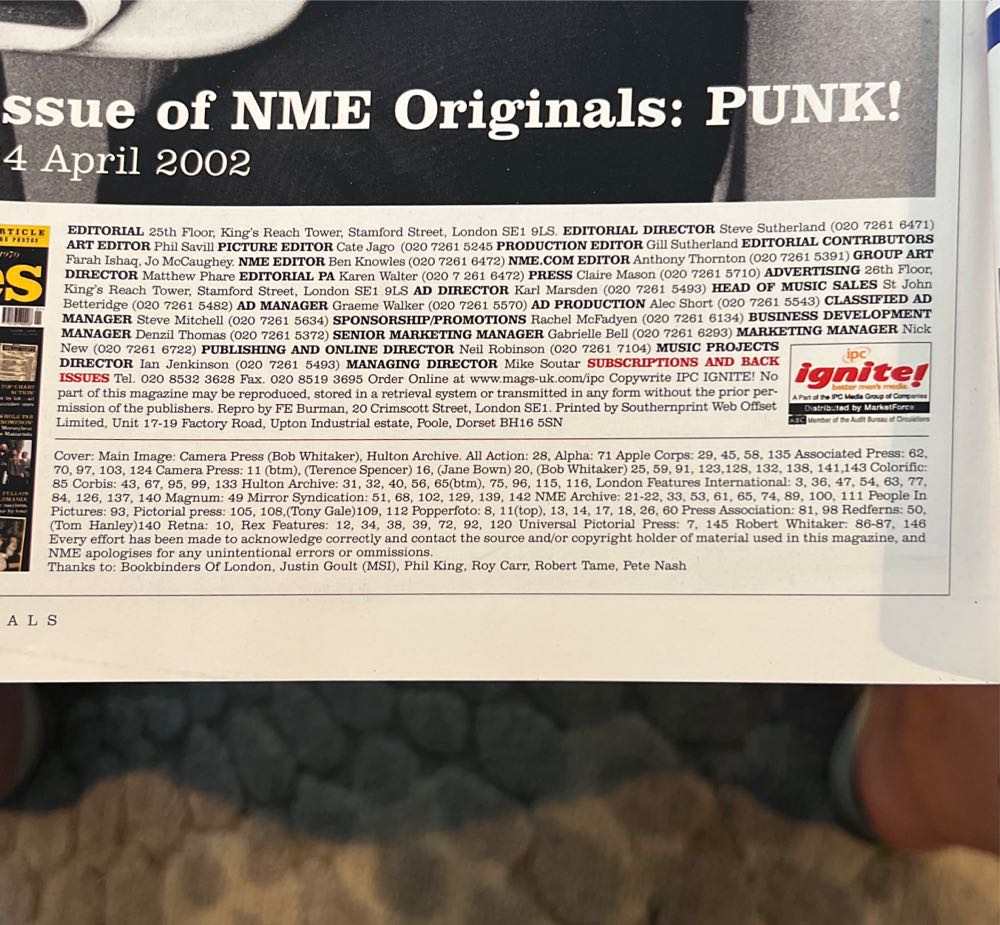 ssue of NME Originals: PUNK!
4 April 2002
RTICLE
1970
es
EDITORIAL 25th Floor, King's Reach Tower, Stamford Street, London SE1 9LS. EDITORIAL DIRECTOR Steve Sutherland (020 7261 6471)
ART EDITOR Phil Savill PICTURE EDITOR Cate Jago (020 7261 5245 PRODUCTION EDITOR Gill Sutherland EDITORIAL CONTRIBUTORS
Farah Ishaq, Jo McCaughey. NME EDITOR Ben Knowles (020 7261 6472) NME.COM EDITOR Anthony Thornton (020 7261 5391) GROUP ART
DIRECTOR Matthew Phare EDITORIAL PA Karen Walter (020 7 261 6472) PRESS Claire Mason (020 7261 5710) ADVERTISING 26th Floor,
King's Reach Tower, Stamford Street, London SE1 9LS AD DIRECTOR Karl Marsden (020 7261 5493) HEAD OF MUSIC SALES St John
Betteridge (020 7261 5482) AD MANAGER Graeme Walker (020 7261 5570) AD PRODUCTION Alec Short (020 7261 5543) CLASSIFIED AD
MANAGER Steve Mitchell (020 7261 5634) SPONSORSHIP/PROMOTIONS Rachel McFadyen (020 7261 6134) BUSINESS DEVELOPMENT
MANAGER Denzil Thomas (020 7261 5372) SENIOR MARKETING MANAGER Gabrielle Bell (020 7261 6293) MARKETING MANAGER Nick
New (020 7261 6722) PUBLISHING AND ONLINE DIRECTOR Neil Robinson (020 7261 7104) MUSIC PROJECTS
DIRECTOR Ian Jenkinson (020 7261 5493) MANAGING DIRECTOR Mike Soutar SUBSCRIPTIONS AND BACK
ISSUES Tel. 020 8532 3628 Fax. 020 8519 3695 Order Online at www.mags-uk.com/ipc Copywrite IPC IGNITE! No
part of this magazine may be reproduced, stored in a retrieval system or transmitted in any form without the prior per-
mission of the publishers. Repro by FE Burman, 20 Crimscott Street, London SE1. Printed by Southernprint Web Offset
Limited, Unit 17-19 Factory Road, Upton Industrial estate, Poole, Dorset BH16 5SN
ipc
ignite!
better men's media
A Part of the IPC Media Group of Companies
Distributed by MarketForce
ABC Member of the Audit Bureau of Circulations
Cover: Main Image: Camera Press (Bob Whitaker), Hulton Archive. All Action: 28, Alpha: 71 Apple Corps: 29, 45, 58, 135 Associated Press: 62,
70, 97, 103, 124 Camera Press: 11 (btm), (Terence Spencer) 16, (Jane Bown) 20, (Bob Whitaker) 25, 59, 91, 123,128, 132, 138, 141,143 Colorific:
85 Corbis: 43, 67, 95, 99, 133 Hulton Archive: 31, 32, 40, 56, 65(btm), 75, 96, 115, 116, London Features International: 3, 36, 47, 54, 63, 77,
84, 126, 137, 140 Magnum: 49 Mirror Syndication: 51, 68, 102, 129, 139, 142 NME Archive: 21-22, 33, 53, 61, 65, 74, 89, 100, 111 People In
Pictures: 93, Pictorial press: 105, 108,(Tony Gale)109, 112 Popperfoto: 8, 11(top), 13, 14, 17, 18, 26, 60 Press Association: 81, 98 Redferns: 50,
(Tom Hanley)140 Retna: 10, Rex Features: 12, 34, 38, 39, 72, 92, 120 Universal Pictorial Press: 7, 145 Robert Whitaker: 86-87, 146
Every effort has been made to acknowledge correctly and contact the source and/or copyright holder of material used in this magazine, and
NME apologises for any unintentional errors or ommissions.
Thanks to: Bookbinders Of London, Justin Goult (MSI), Phil King, Roy Carr, Robert Tame, Pete Nash
ALS